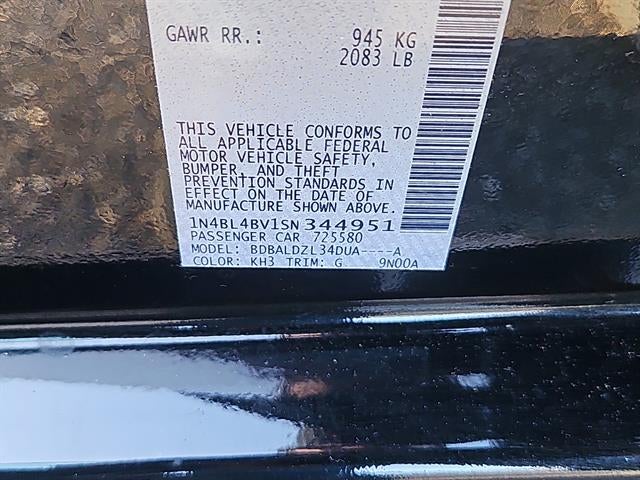 GAWR RR.: 945 KG
2083 LB
THIS VEHICLE CONFORMS TO
ALL APPLICABLE FEDERAL
MOTOR VEHICLE SAFETY,
BUMPER, AND THEFT
PREVENTION STANDARDS IN
EFFECT ON THE DATE OF
MANUFACTURE SHOWN ABOVE.
1N4BL4BV1SN344951
PASSENGER CAR 725580
MODEL: BDBALDZL34DUA----A
COLOR: KH3 TRIM: G 9N00A